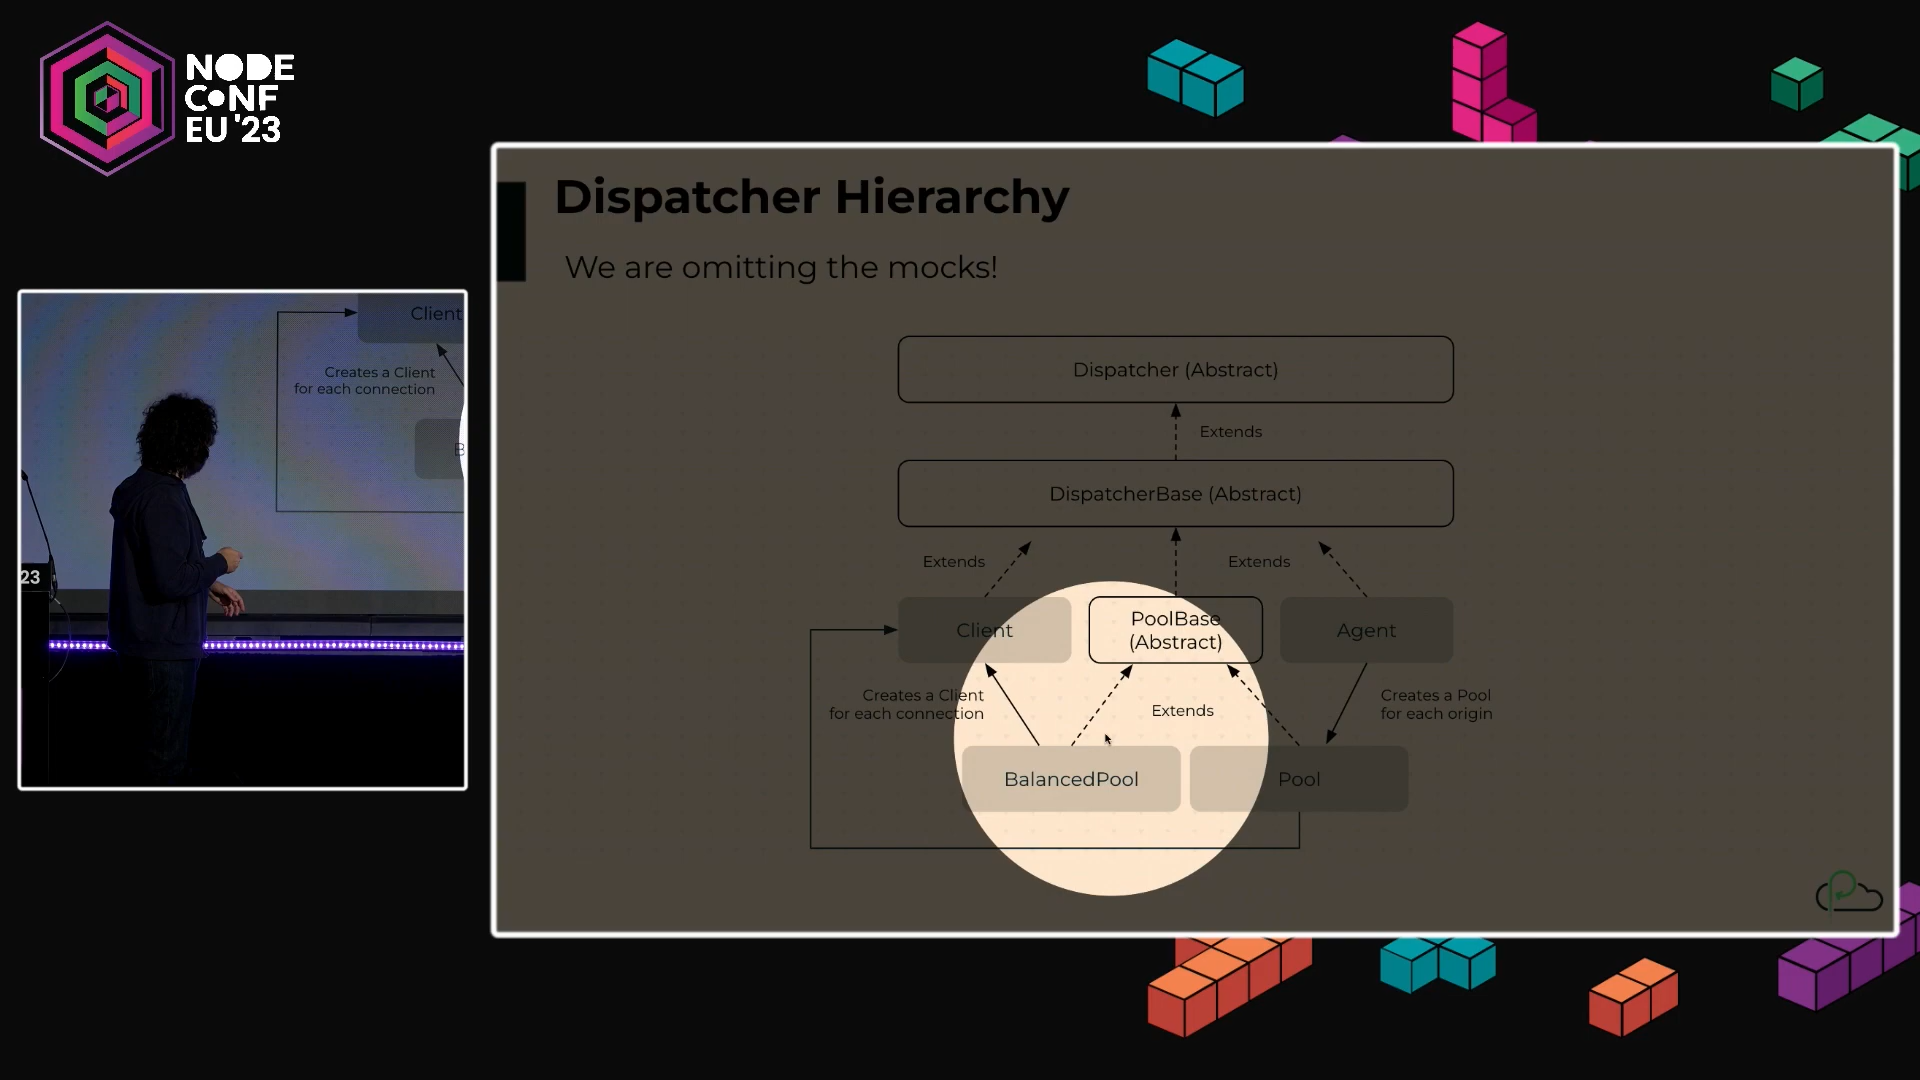 NODE
CONF
EU '23
Dispatcher Hierarchy
We are omitting the mocks!
Dispatcher (Abstract)
Extends
DispatcherBase (Abstract)
Extends
Extends
Client
PoolBase
(Abstract)
Agent
Creates a Client
for each connection
Extends
Creates a Pool
for each origin
BalancedPool
Pool
Client
Creates a Client
for each connection
B
23